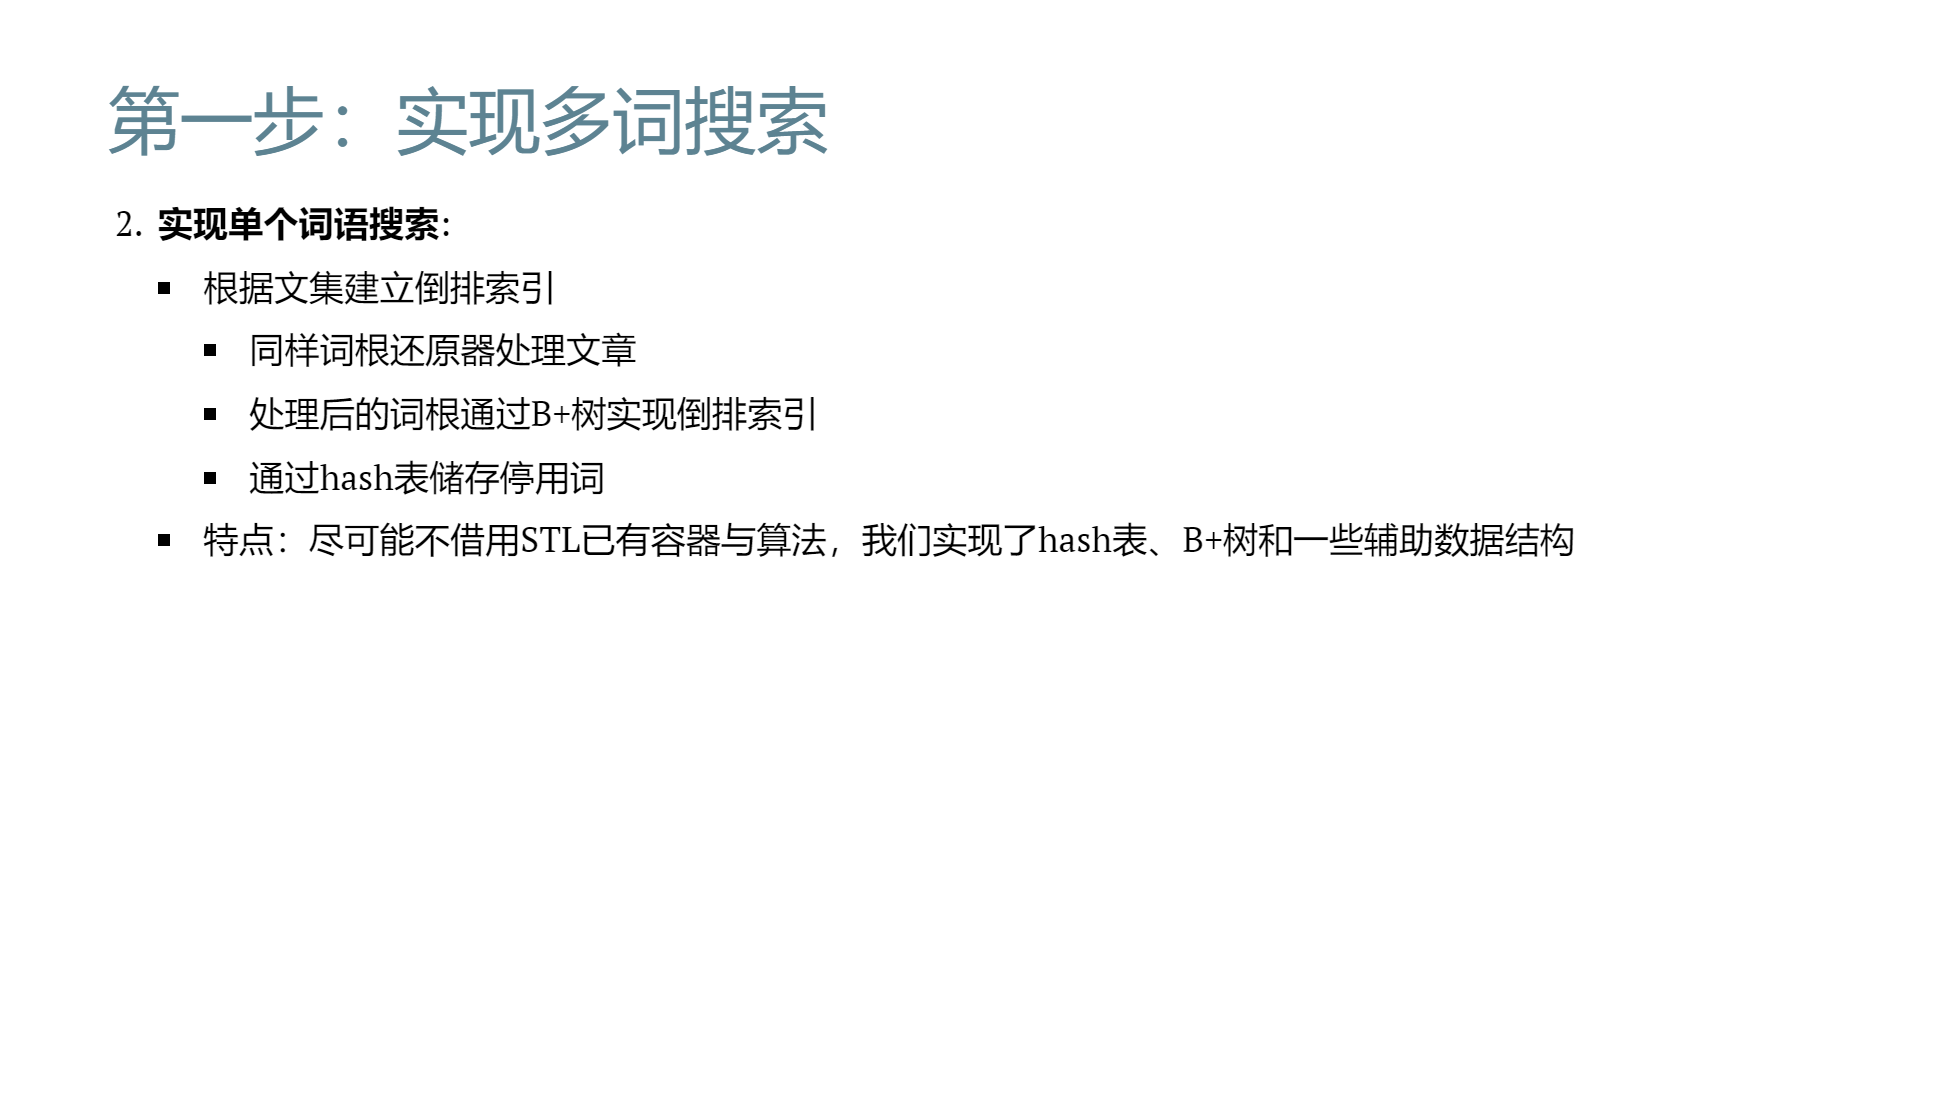 第一步：实现多词搜索
2. 实现单个词语搜索:
▪ 根据文集建立倒排索引
▪ 同样词根还原器处理文章
▪ 处理后的词根通过B+树实现倒排索引
▪ 通过hash表储存停用词
▪ 特点：尽可能不借用STL已有容器与算法，我们实现了hash表、B+树和一些辅助数据结构